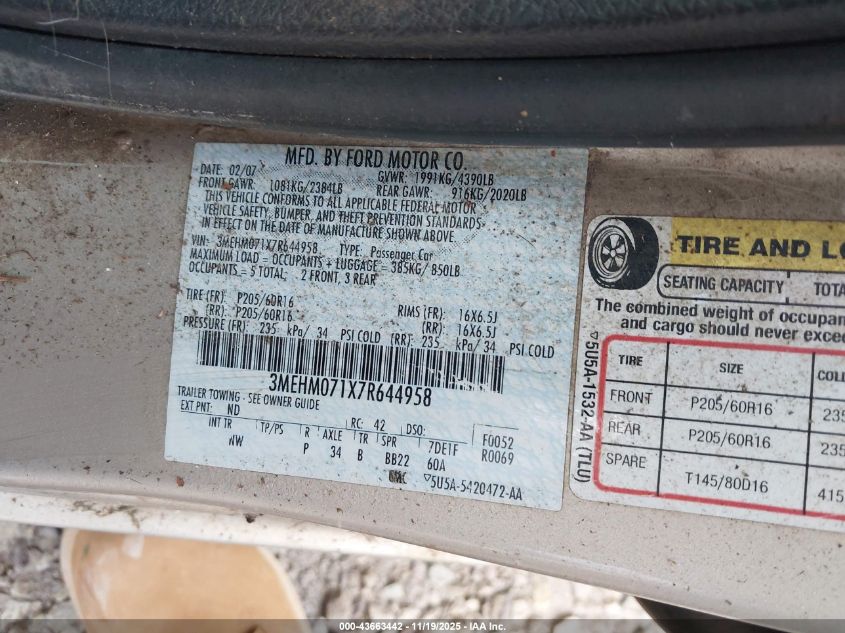 MFD. BY FORD MOTOR CO.
DATE: 02/07 GVWR: 1991KG/4390LB
FRONT GAWR: 1081KG/2384LB REAR GAWR: 916KG/2020LB
THIS VEHICLE CONFORMS TO ALL APPLICABLE FEDERAL MOTOR
VEHICLE SAFETY, BUMPER, AND THEFT PREVENTION STANDARDS
IN EFFECT ON THE DATE OF MANUFACTURE SHOWN ABOVE.
VIN: 3MEHM071X7R644958 TYPE: Passenger Car
MAXIMUM LOAD = OCCUPANTS + LUGGAGE = 385KG/ 850LB
OCCUPANTS = 5 TOTAL, 2 FRONT, 3 REAR
TIRE (FR): P205/60R16 RIMS (FR): 16X6.5J
(RR): P205/60R16 (RR) 16X6.5J
PRESSURE (FR): 235 kPa/ 34 PSI COLD (RR): 235 kPa/ 34 PSI COLD
3MEHM071X7R644958
TRAILER TOWING - SEE OWNER GUIDE
EXT PNT: ND RC: 42 DSO: F0052
INT TR TP/PS R AXLE TR SPR 7DE1F R0069
NW P 34 B BB22 60A
▽5U5A-5420472-AA
TIRE AND LO
SEATING CAPACITY TOTA
The combined weight of occupan
and cargo should never excee
TIRE SIZE COL
FRONT P205/60R16 235
REAR P205/60R16 235
SPARE T145/80D16 415
▽5U5A-1532-AA (TLU)
000-43663442 - 11/19/2025 - IAA Inc.